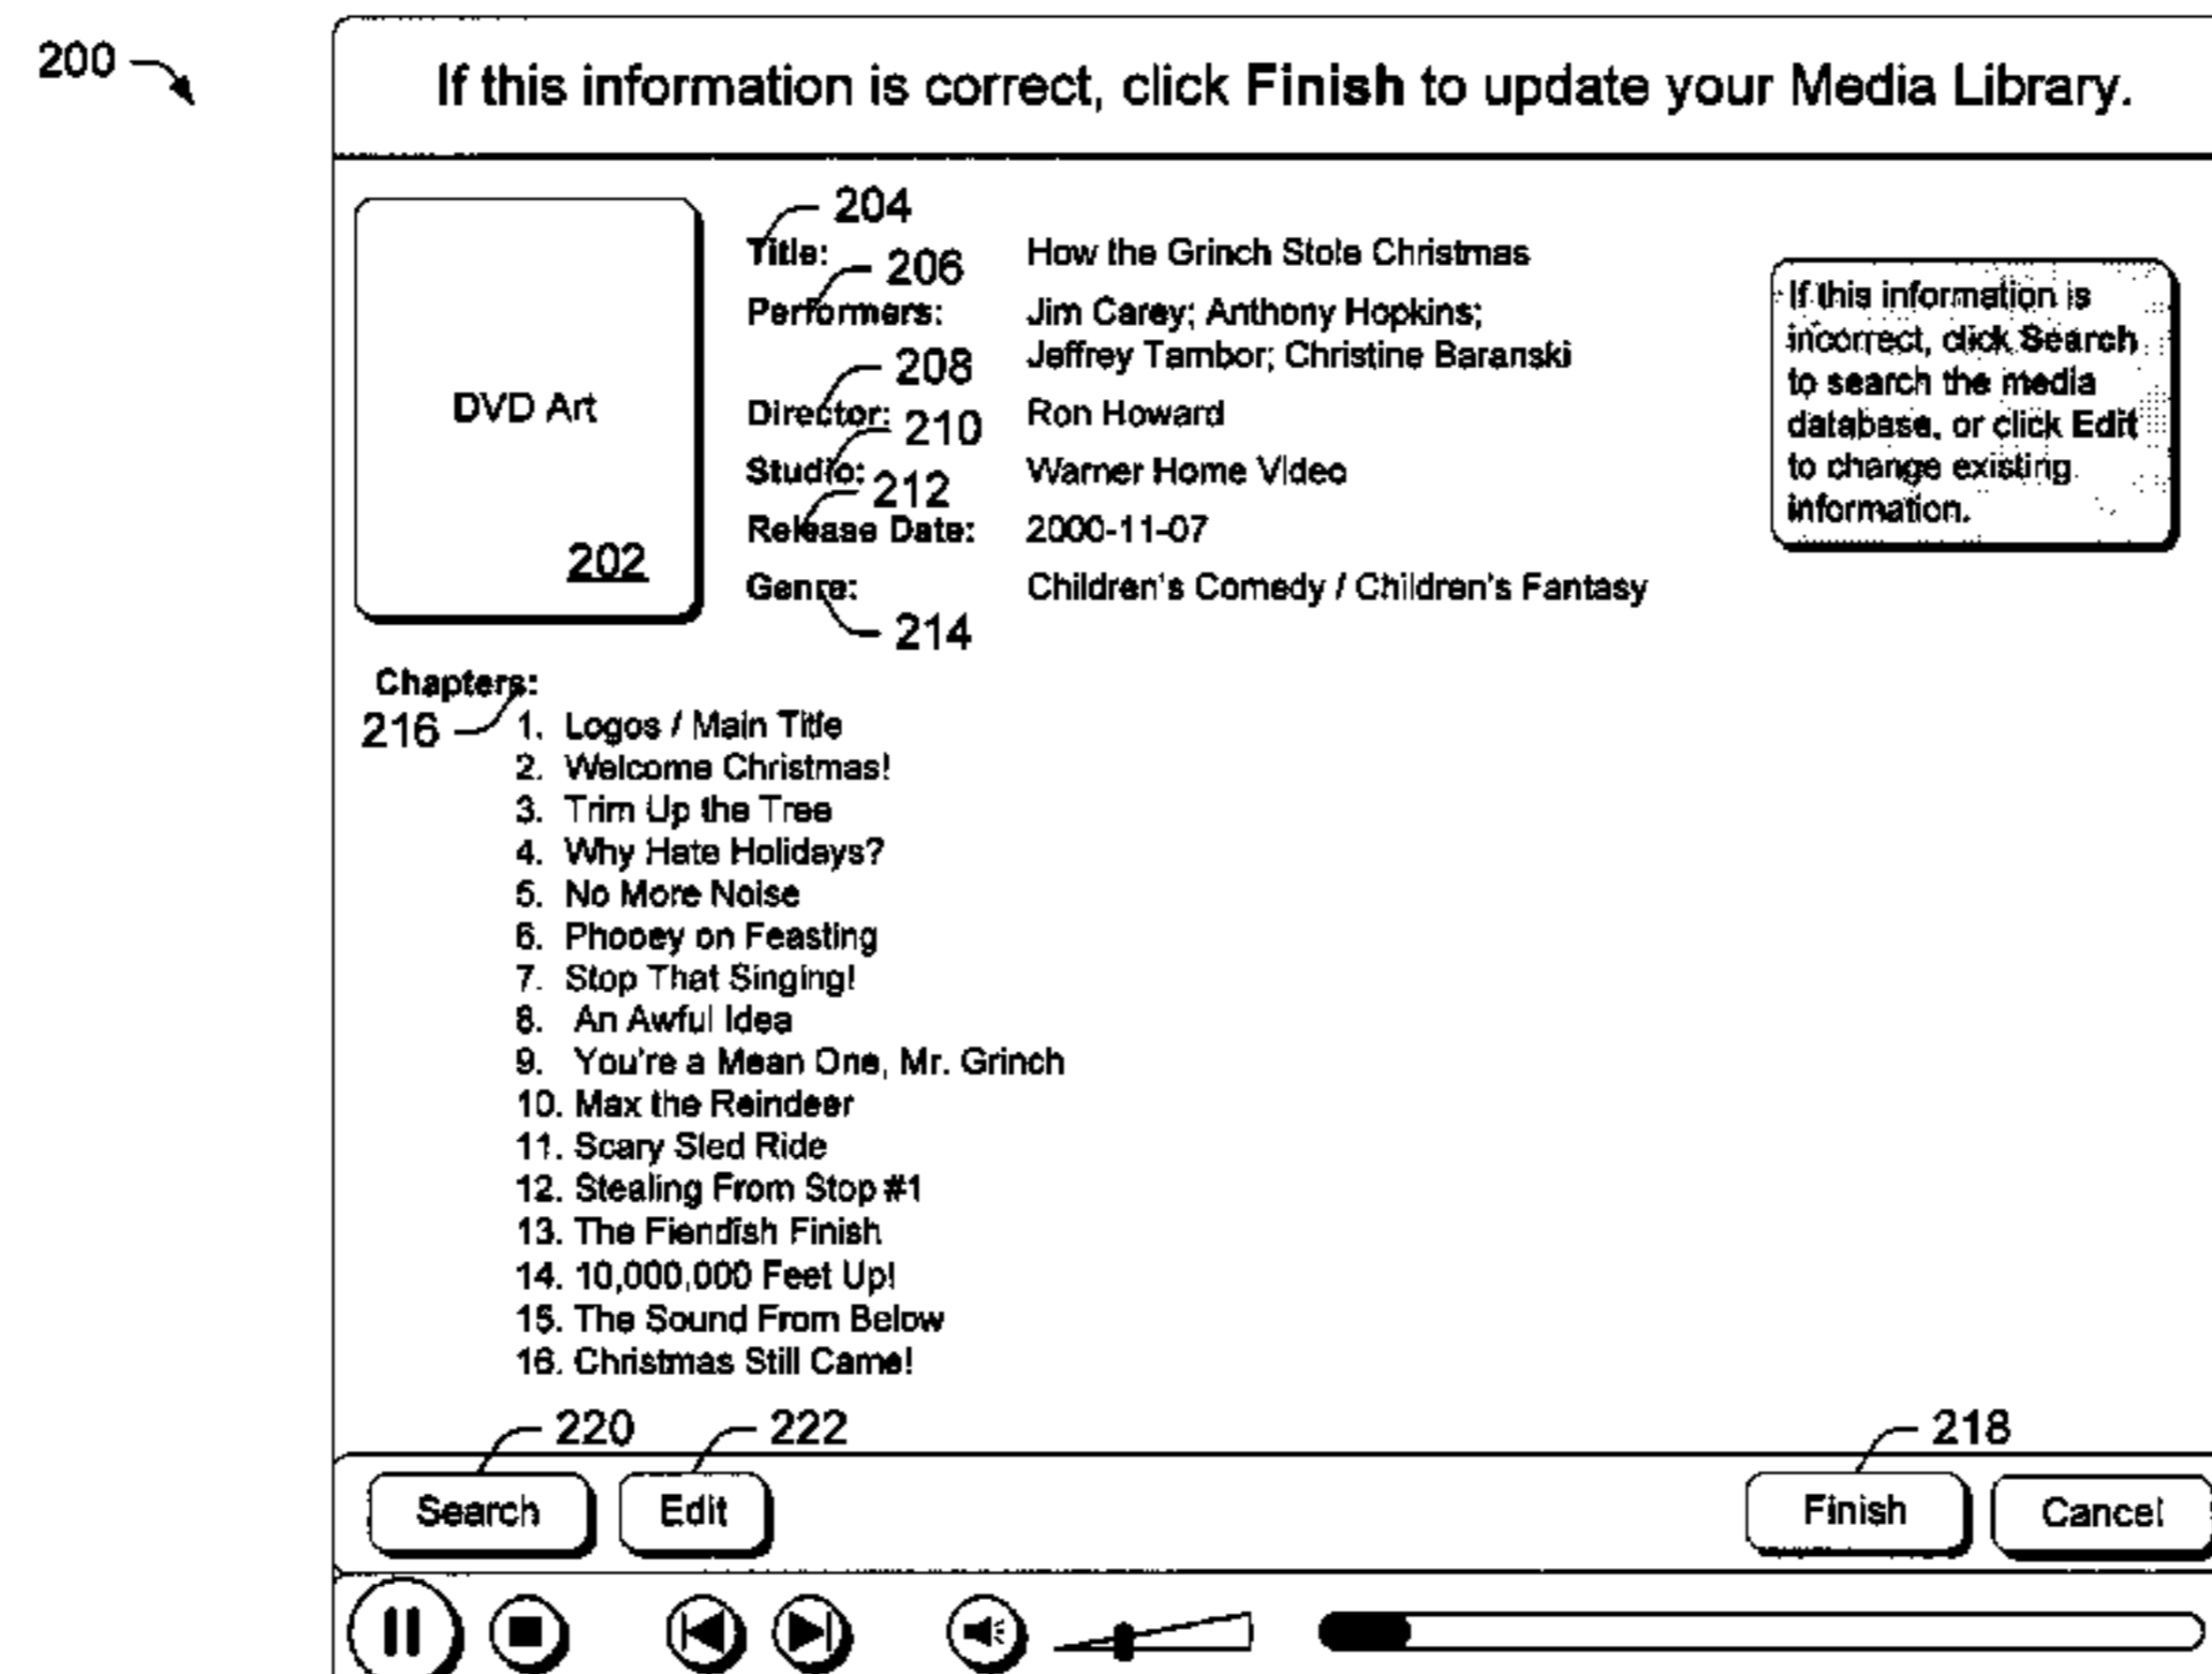 200
If this information is correct, click Finish to update your Media Library.
204
Title: How the Grinch Stole Christmas
206
Performers: Jim Carey; Anthony Hopkins;
Jeffrey Tambor; Christine Baranski
208
Director: Ron Howard
210
Studio: Warner Home Video
212
Release Date: 2000-11-07
Genre: Children's Comedy / Children's Fantasy
214
DVD Art
202
If this information is
incorrect, click Search
to search the media
database, or click Edit
to change existing
information.
Chapters:
216
1. Logos / Main Title
2. Welcome Christmas!
3. Trim Up the Tree
4. Why Hate Holidays?
5. No More Noise
6. Phooey on Feasting
7. Stop That Singing!
8. An Awful Idea
9. You're a Mean One, Mr. Grinch
10. Max the Reindeer
11. Scary Sled Ride
12. Stealing From Stop #1
13. The Fiendish Finish
14. 10,000,000 Feet Up!
15. The Sound From Below
16. Christmas Still Came!
220 222 218
Search Edit Finish Cancel